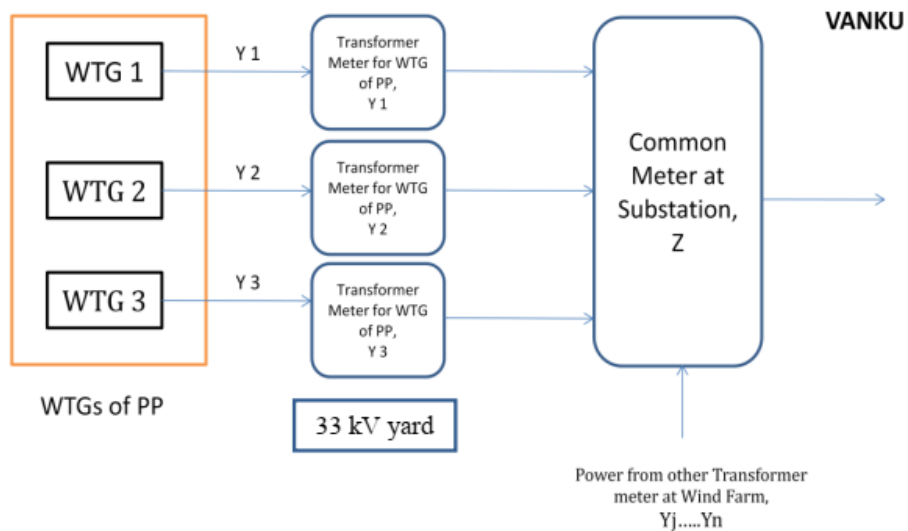 VANKU
WTG 1
Y 1
Transformer
Meter for WTG
of PP,
Y 1
WTG 2
Y 2
Transformer
Meter for WTG
of PP,
Y 2
WTG 3
Y 3
Transformer
Meter for WTG
of PP,
Y 3
Common
Meter at
Substation,
Z
WTGs of PP
33 kV yard
Power from other Transformer
meter at Wind Farm,
Yj.....Yn